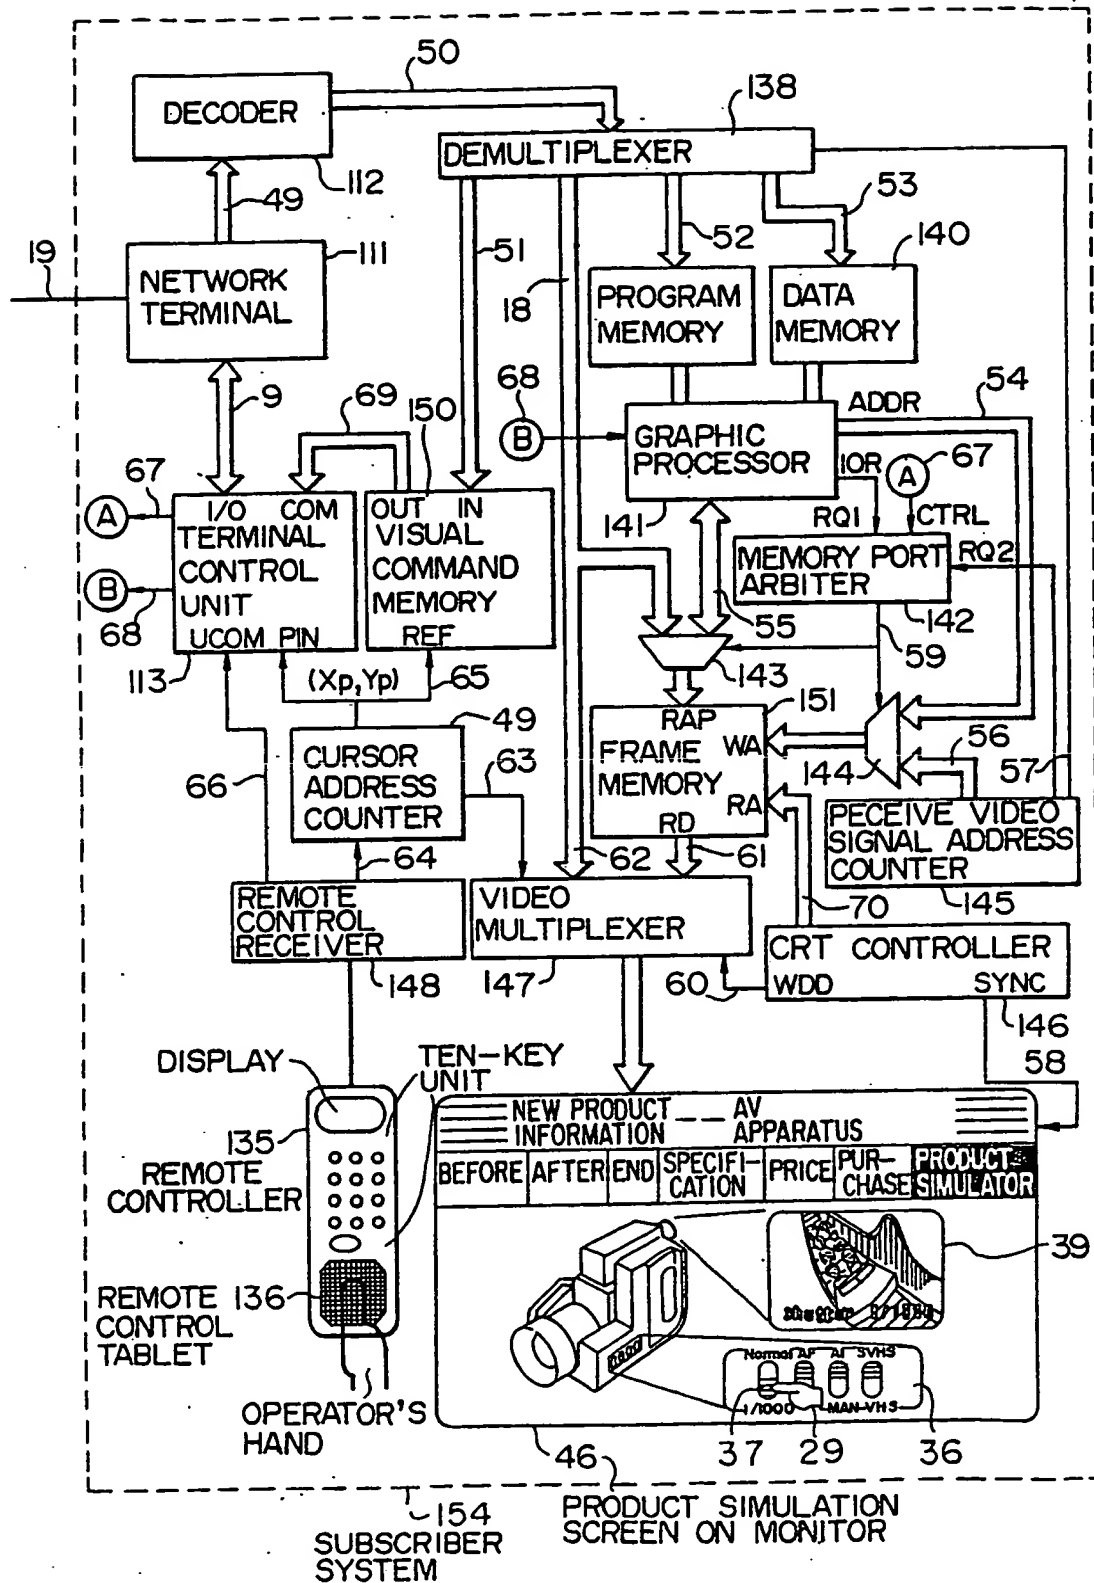 50
138
DECODER
DEMULTIPLEXER
112
49
53
19
111
51
52
140
NETWORK
TERMINAL
18
PROGRAM
MEMORY
DATA
MEMORY
9
69
150
68
54
ADDR
B
GRAPHIC
PROCESSOR
IOR
67
A
67
A
I/O COM
OUT IN
141
RQ1
CTRL
TERMINAL
CONTROL
UNIT
VISUAL
COMMAND
MEMORY
MEMORY PORT
ARBITER
RQ2
B
68
UCOM PIN
REF
55
142
59
113
(Xp,Yp)
65
143
49
151
RAP
FRAME
MEMORY
WA
56
66
CURSOR
ADDRESS
COUNTER
63
144
57
RA
RD
PECEIVE VIDEO
SIGNAL ADDRESS
COUNTER
64
62
61
REMOTE
CONTROL
RECEIVER
VIDEO
MULTIPLEXER
70
145
CRT CONTROLLER
148
147
60
WDD
SYNC
146
DISPLAY
TEN-KEY
UNIT
58
135
NEW PRODUCT__AV
INFORMATION APPARATUS
REMOTE
CONTROLLER
BEFORE
AFTER
END
SPECIFI-
CATION
PRICE
PUR-
CHASE
PRODUCT
SIMULATOR
39
REMOTE
CONTROL
TABLET
136
Normal AF AI SVHS
1/1000 MAN-VHS
OPERATOR'S
HAND
46
37
29
36
154
SUBSCRIBER
SYSTEM
PRODUCT SIMULATION
SCREEN ON MONITOR